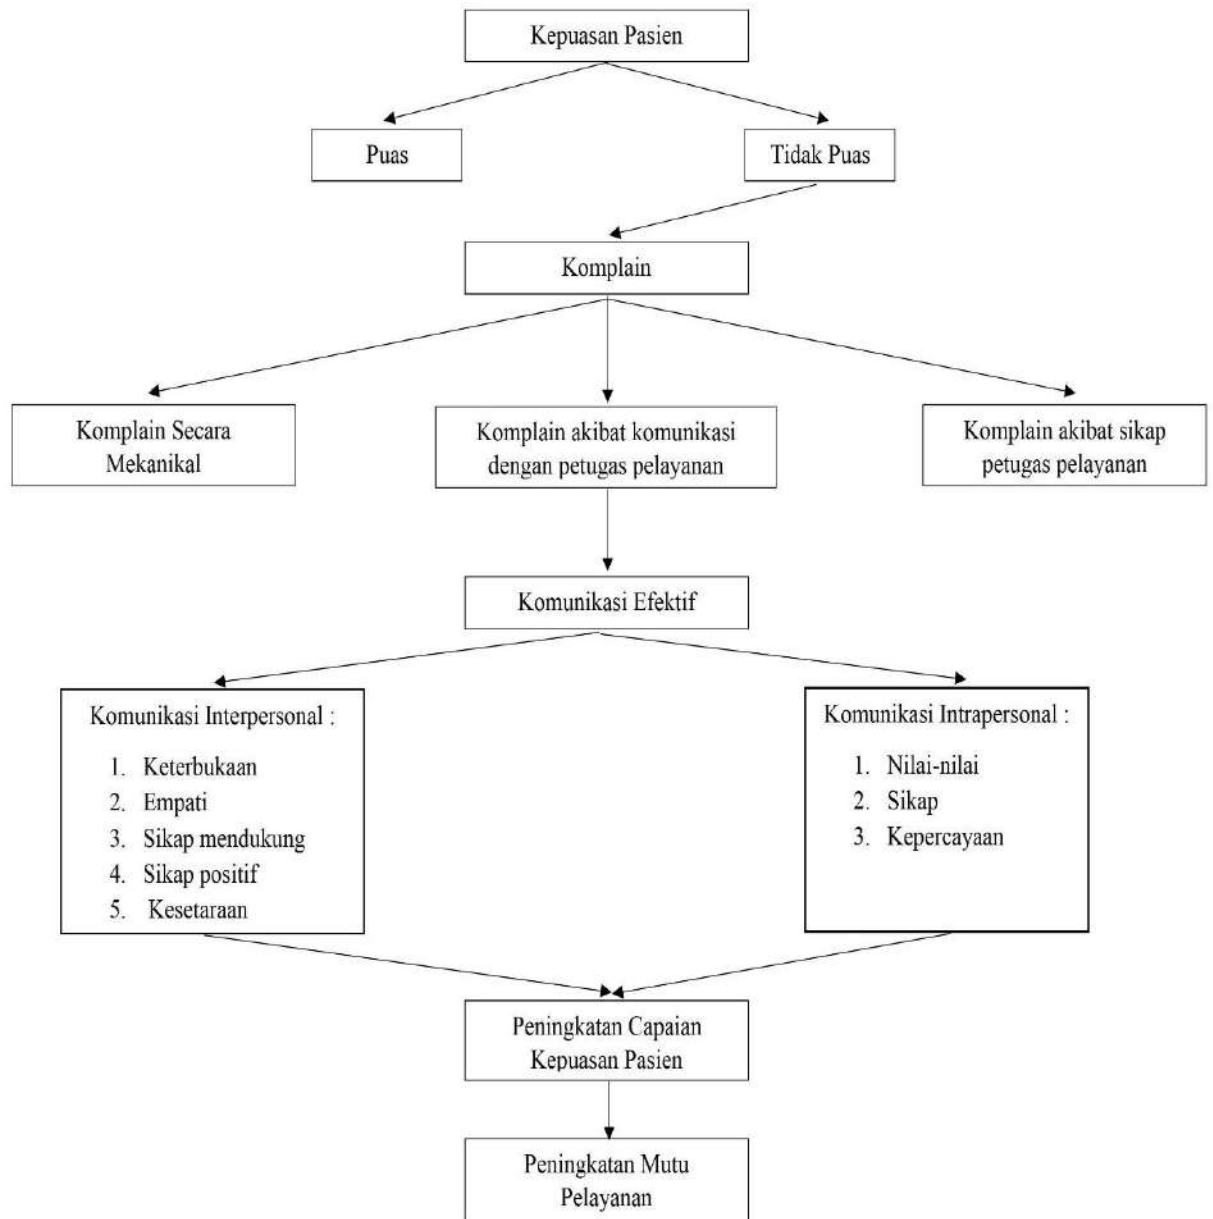 Kepuasan Pasien
Puas
Tidak Puas
Komplain
Komplain Secara
Mekanikal
Komplain akibat komunikasi
dengan petugas pelayanan
Komplain akibat sikap
petugas pelayanan
Komunikasi Efektif
Komunikasi Interpersonal :
1. Keterbukaan
2. Empati
3. Sikap mendukung
4. Sikap positif
5. Kesetaraan
Komunikasi Intrapersonal :
1. Nilai-nilai
2. Sikap
3. Kepercayaan
Peningkatan Capaian
Kepuasan Pasien
Peningkatan Mutu
Pelayanan